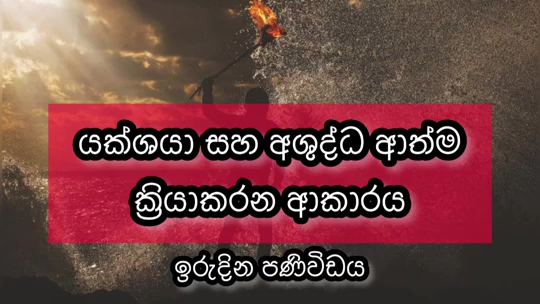 යක්ශයා සහ අශුද්ධ ආත්ම
ක්‍රියාකරන ආකාරය
ඉරුදින පණිවිඩය